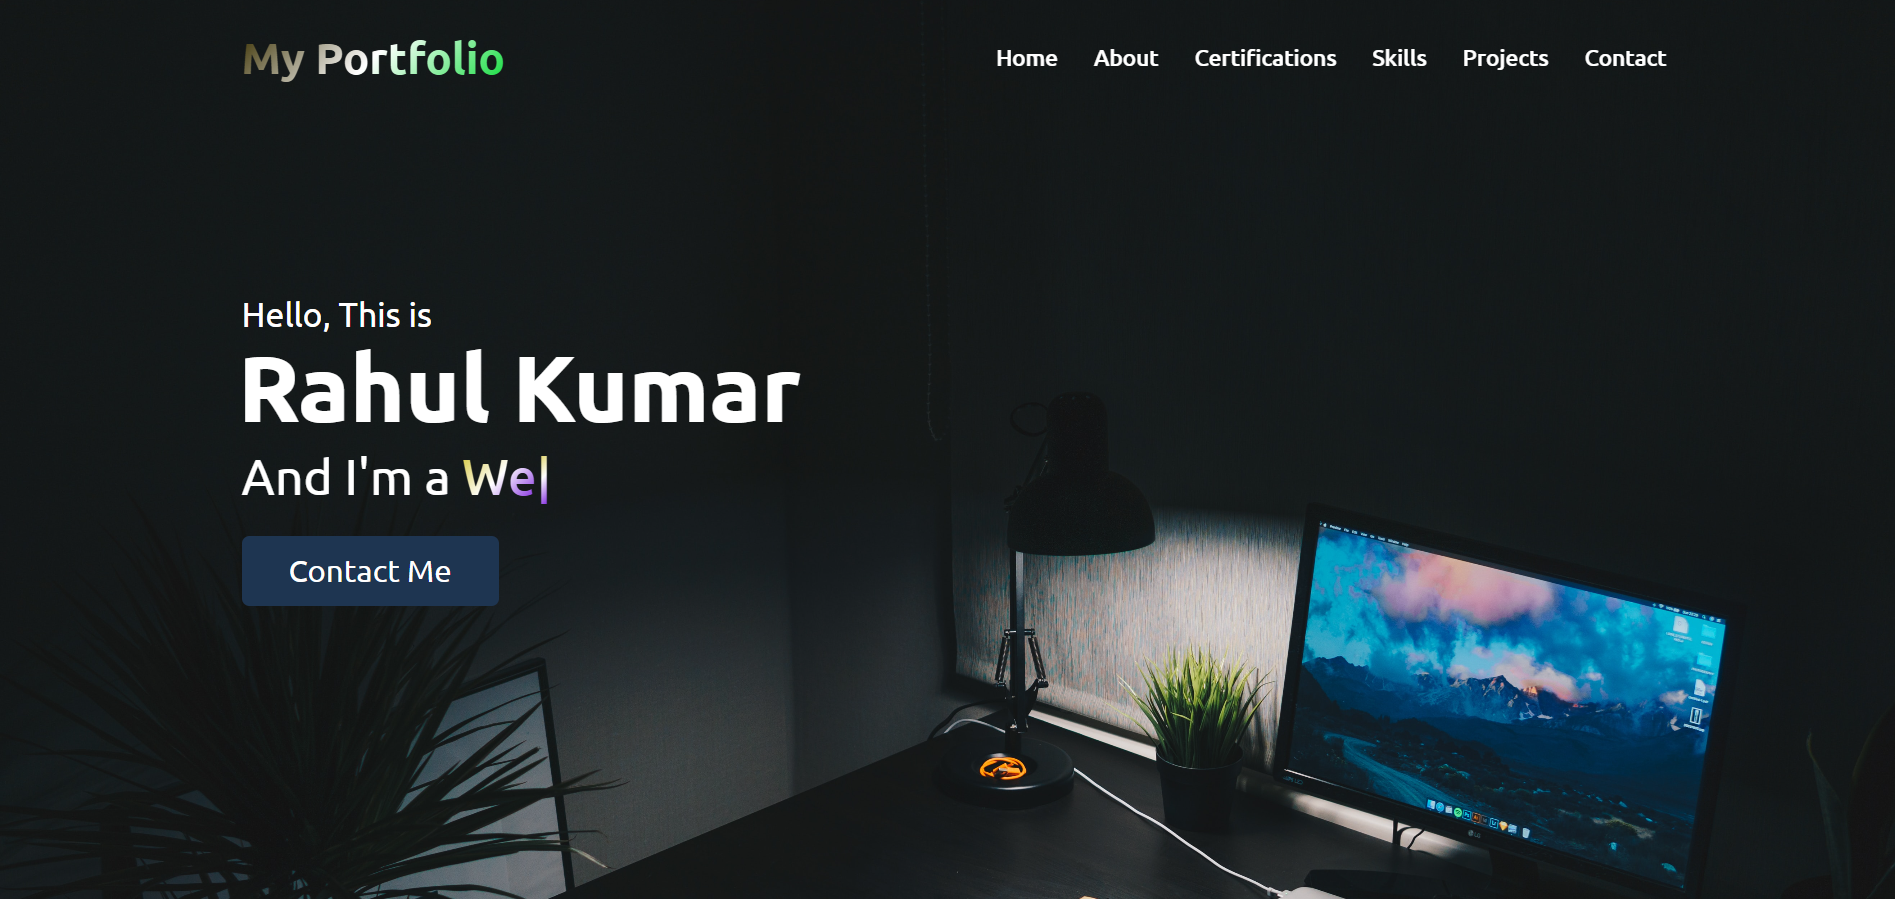 My Portfolio
Home About Certifications Skills Projects Contact
Hello, This is
Rahul Kumar
And I'm a We|
Contact Me